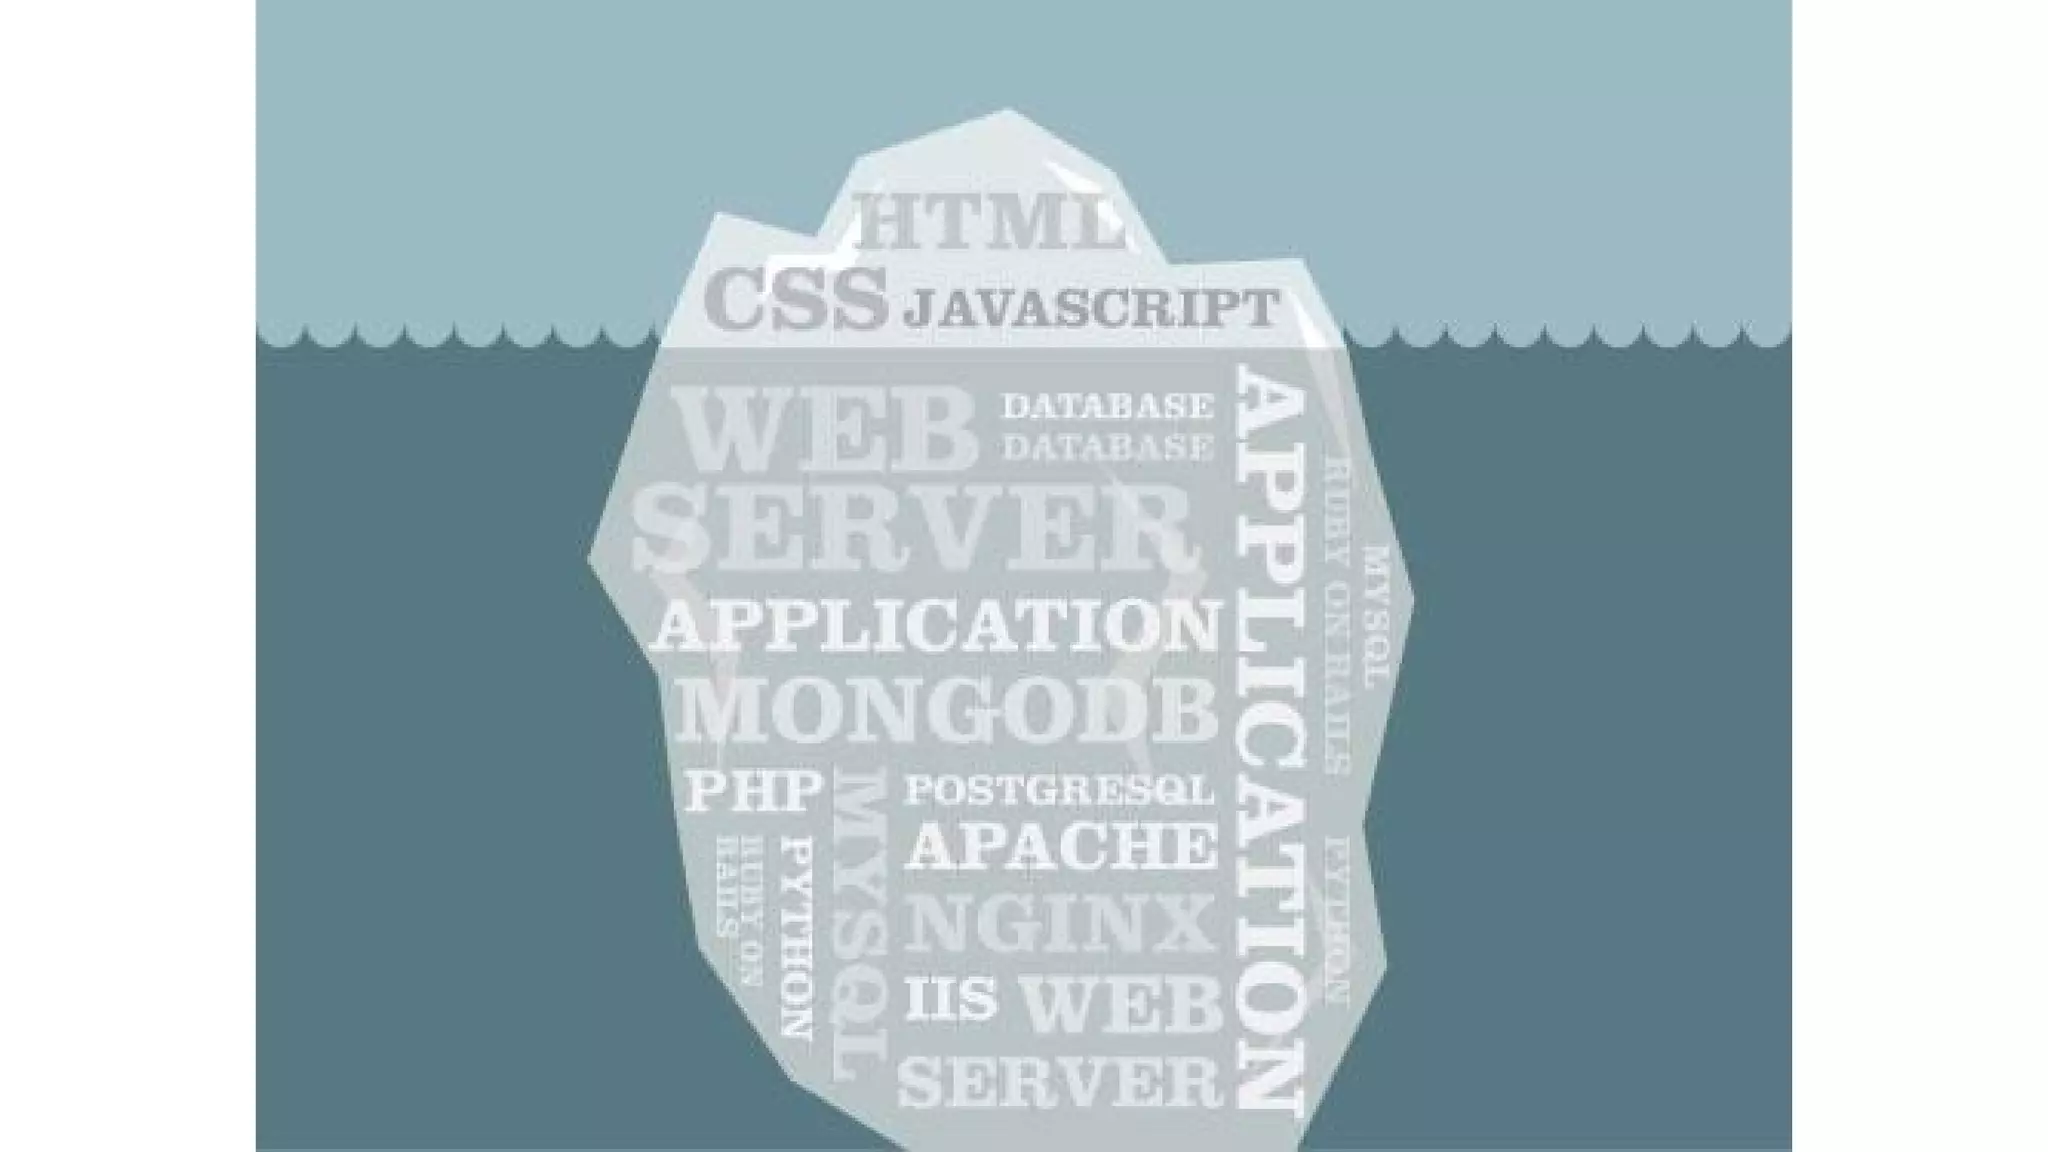 HTML
CSS JAVASCRIPT
WEB
SERVER
DATABASE
DATABASE
APPLICATION
MONGODB
PHP
MYSQL
POSTGRESQL
APACHE
NGINX
IIS WEB
SERVER
PYTHON
RUBY ON
RAILS
APPLICATION
RUBY ON RAILS
MYSQL
PYTHON